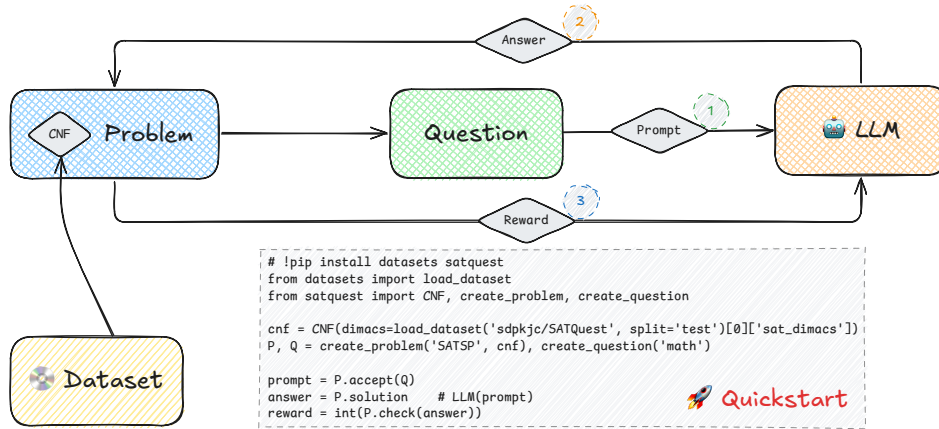 Answer
2
CNF
Problem
Question
Prompt
1
LLM
Reward
3
Dataset
# !pip install datasets satquest
from datasets import load_dataset
from satquest import CNF, create_problem, create_question
cnf = CNF(dimacs=load_dataset('sdpkjc/SATQuest', split='test')[0]['sat_dimacs'])
P, Q = create_problem('SATSP', cnf), create_question('math')
prompt = P.accept(Q)
answer = P.solution    # LLM(prompt)
reward = int(P.check(answer))
Quickstart